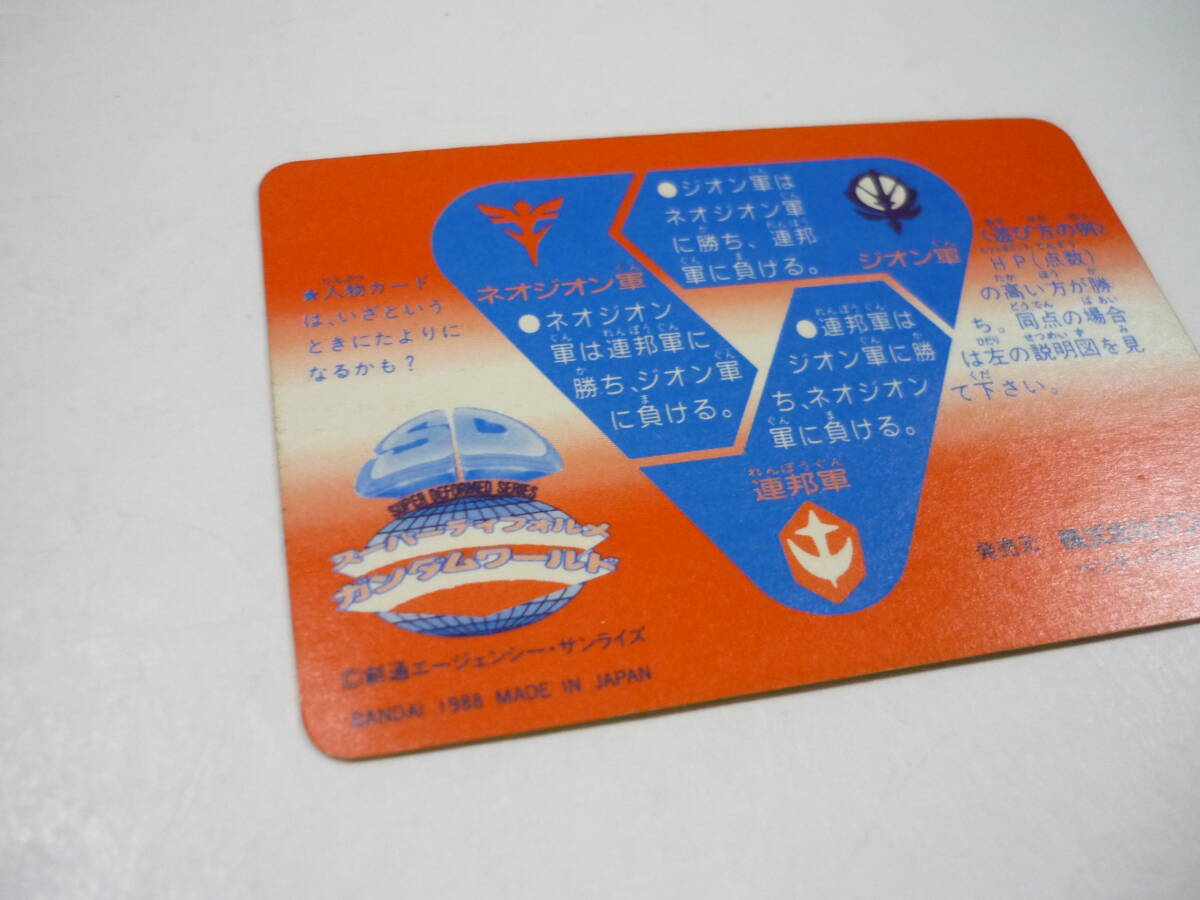 ★人物カード
は、いざという
ときにたよりに
なるかも？
ネオジオン軍
●ネオジオン
軍は連邦軍に
勝ち、ジオン軍
に負ける。
●ジオン軍は
ネオジオン軍
に勝ち、連邦
軍に負ける。
ジオン軍
●連邦軍は
ジオン軍に勝
ち、ネオジオン
軍に負ける。
連邦軍
〈遊び方の例〉
HP(点数)
の高い方が勝
ち。同点の場合
は左の説明図を見
て下さい。
SD
SUPER DEFORMED SERIES
スーパーディフォルメ
ガンダムワールド
©創通エージェンシー・サンライズ
BANDAI 1988 MADE IN JAPAN
発売元 株式会社